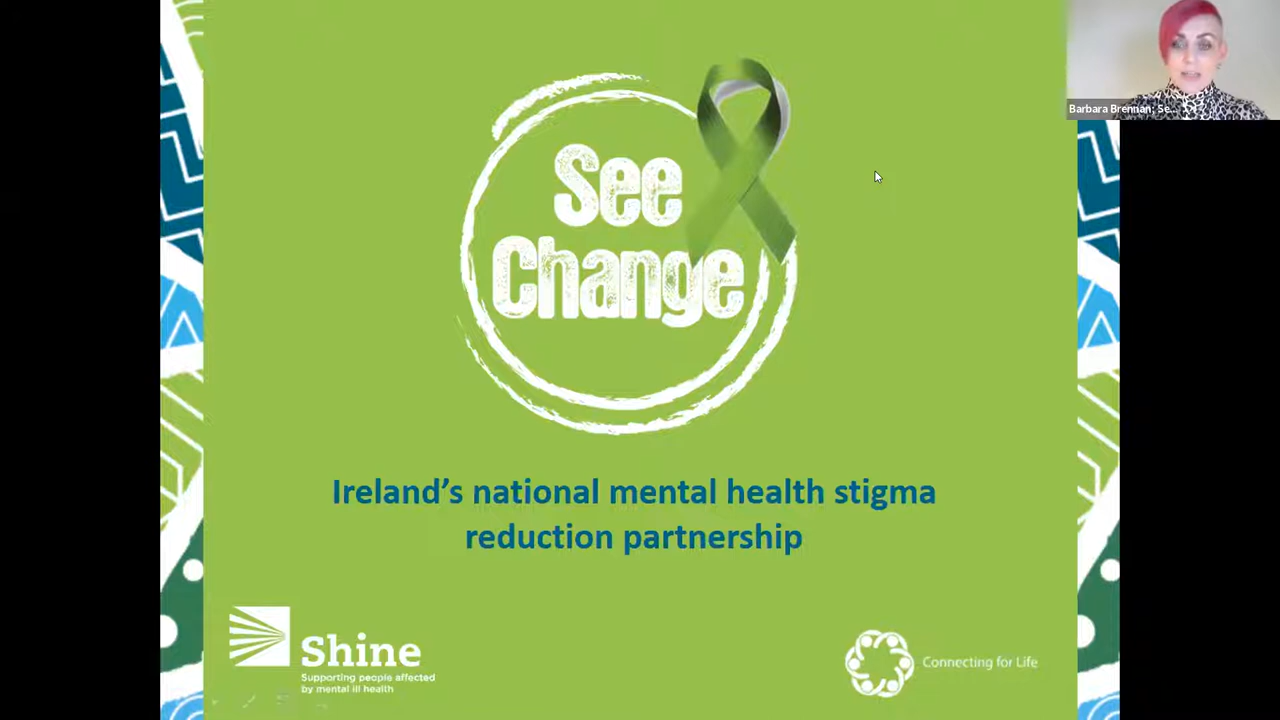 Barbara Brennan; Se...
See
Change
Ireland's national mental health stigma
reduction partnership
Shine
Supporting people affected
by mental ill health
Connecting for Life